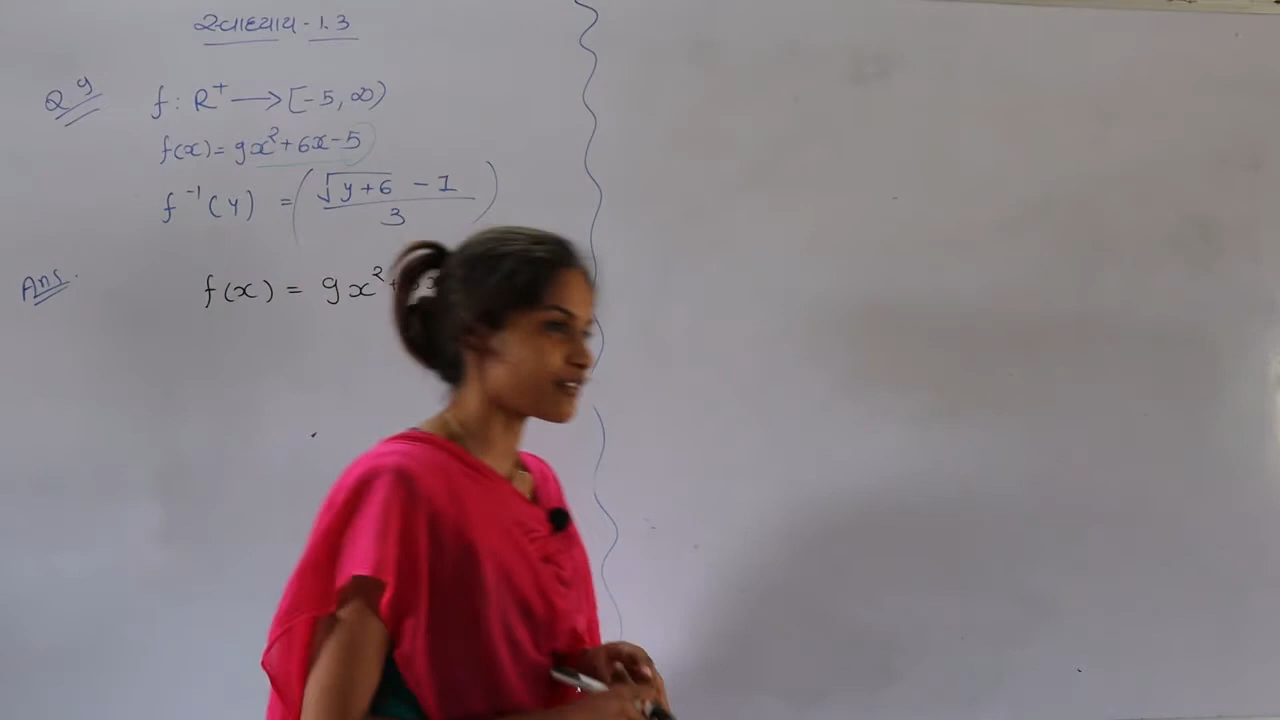 સ્વાધ્યાય - 1.3
Q 9
f : R⁺ ⟶ [-5, ∞)
f(x) = 9x² + 6x - 5
f⁻¹(y) = ( (√(y+6) - 1) / 3 )
Ans.
f(x) = 9x² +